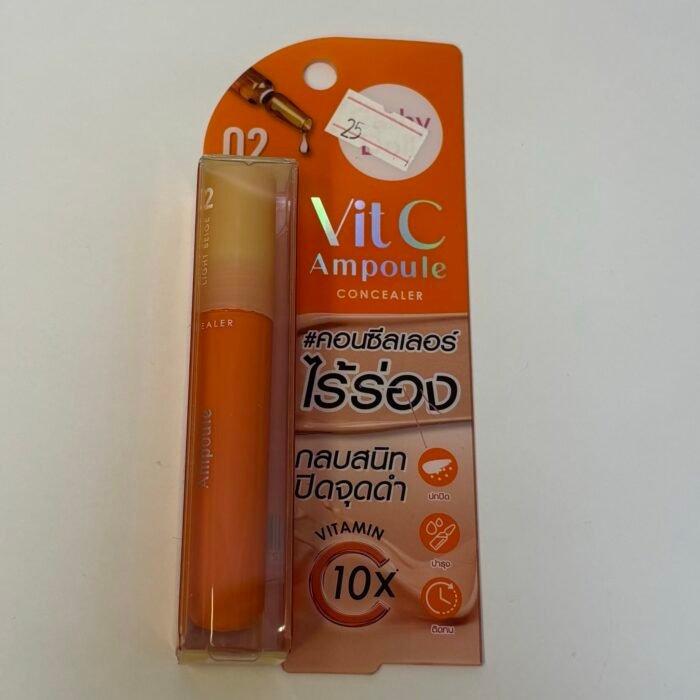 02
25
Vit C
Ampoule
CONCEALER
2
LIGHT BEIGE
EALER
Ampoule
#คอนซีลเลอร์
ไร้ร่อง
กลบสนิท
ปิดจุดดำ
ปกปิด
VITAMIN
C
10X
บำรุง
ติดทน